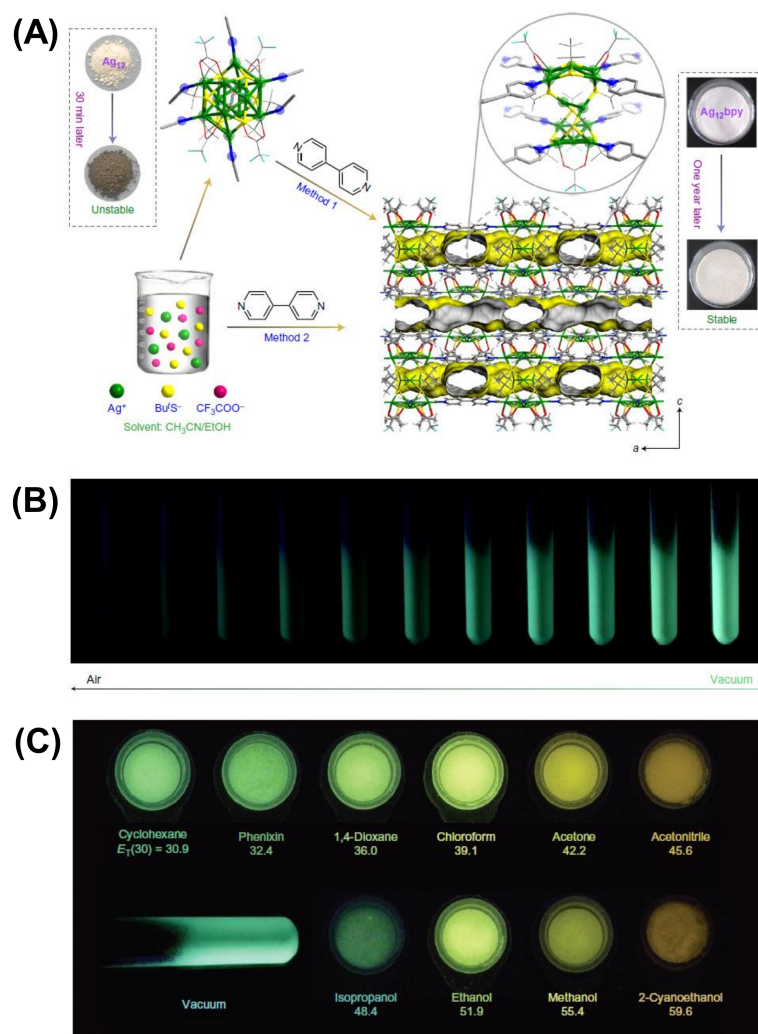 (A)
Ag₁₂
30 min later
Unstable
N
N
Method 1
Ag₁₂bpy
One year later
Stable
N
N
Method 2
Ag⁺
BuᵗS⁻
CF₃COO⁻
Solvent: CH₃CN/EtOH
c
a
(B)
Air
Vacuum
(C)
Cyclohexane
Eᴛ(30) = 30.9
Phenixin
32.4
1,4-Dioxane
36.0
Chloroform
39.1
Acetone
42.2
Acetonitrile
45.6
Vacuum
Isopropanol
48.4
Ethanol
51.9
Methanol
55.4
2-Cyanoethanol
59.6